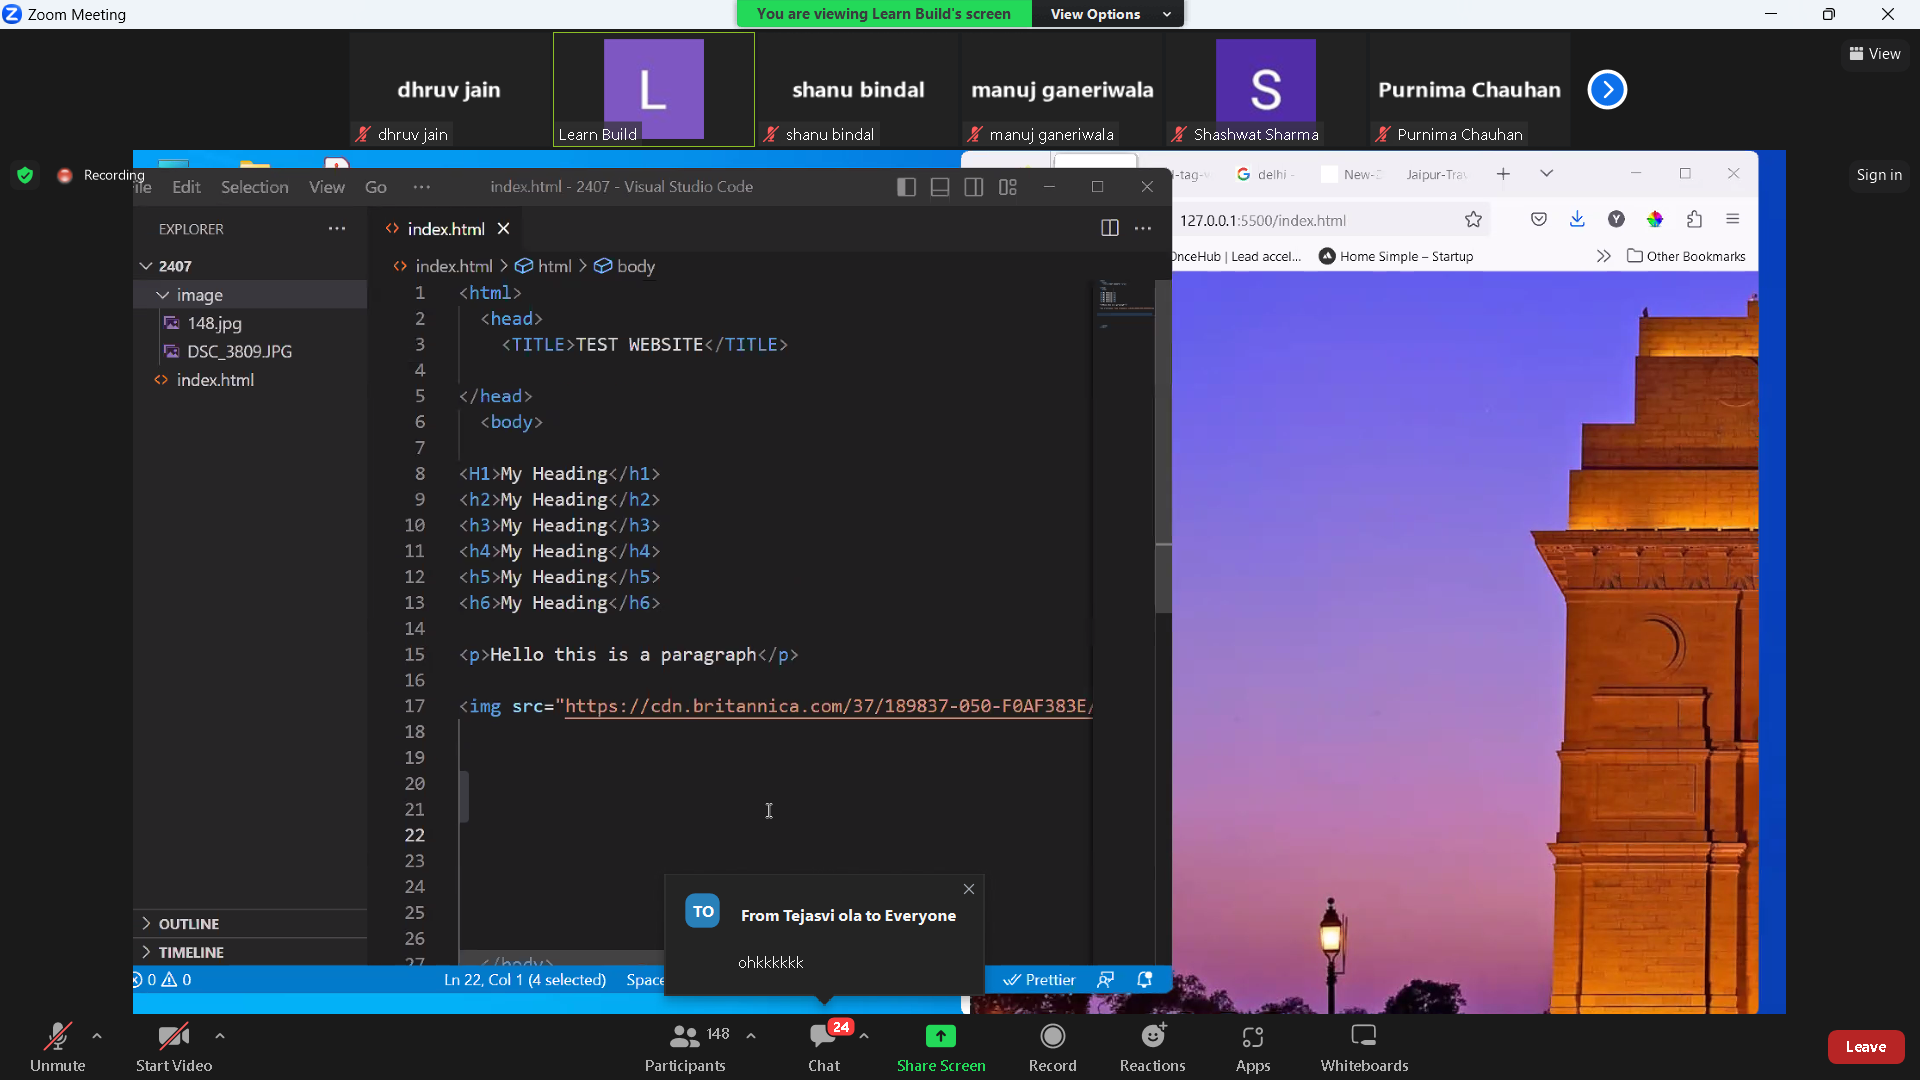 Zoom Meeting
You are viewing Learn Build's screen
View Options
View
dhruv jain
L
shanu bindal
manuj ganeriwala
S
Purnima Chauhan
dhruv jain
Learn Build
shanu bindal
manuj ganeriwala
Shashwat Sharma
Purnima Chauhan
Recording
Sign in
Edit Selection View Go
index.html - 2407 - Visual Studio Code
delhi -
EXPLORER
index.html
127.0.0.1:5500/index.html
2407
image
148.jpg
DSC_3809.JPG
index.html
index.html > html > body
OnceHub | Lead accel...
Home Simple – Startup
Other Bookmarks
1 <html>
2 <head>
3 <TITLE>TEST WEBSITE</TITLE>
4
5 </head>
6 <body>
7
8 <H1>My Heading</h1>
9 <h2>My Heading</h2>
10 <h3>My Heading</h3>
11 <h4>My Heading</h4>
12 <h5>My Heading</h5>
13 <h6>My Heading</h6>
14
15 <p>Hello this is a paragraph</p>
16
17 <img src="https://cdn.britannica.com/37/189837-050-F0AF383E/
18
19
20
21
22
23
24
25
26
27 </body>
OUTLINE
TIMELINE
TO
From Tejasvi ola to Everyone
ohkkkkkk
0 0
Ln 22, Col 1 (4 selected)
Prettier
Unmute
Start Video
148
Participants
24
Chat
Share Screen
Record
Reactions
Apps
Whiteboards
Leave